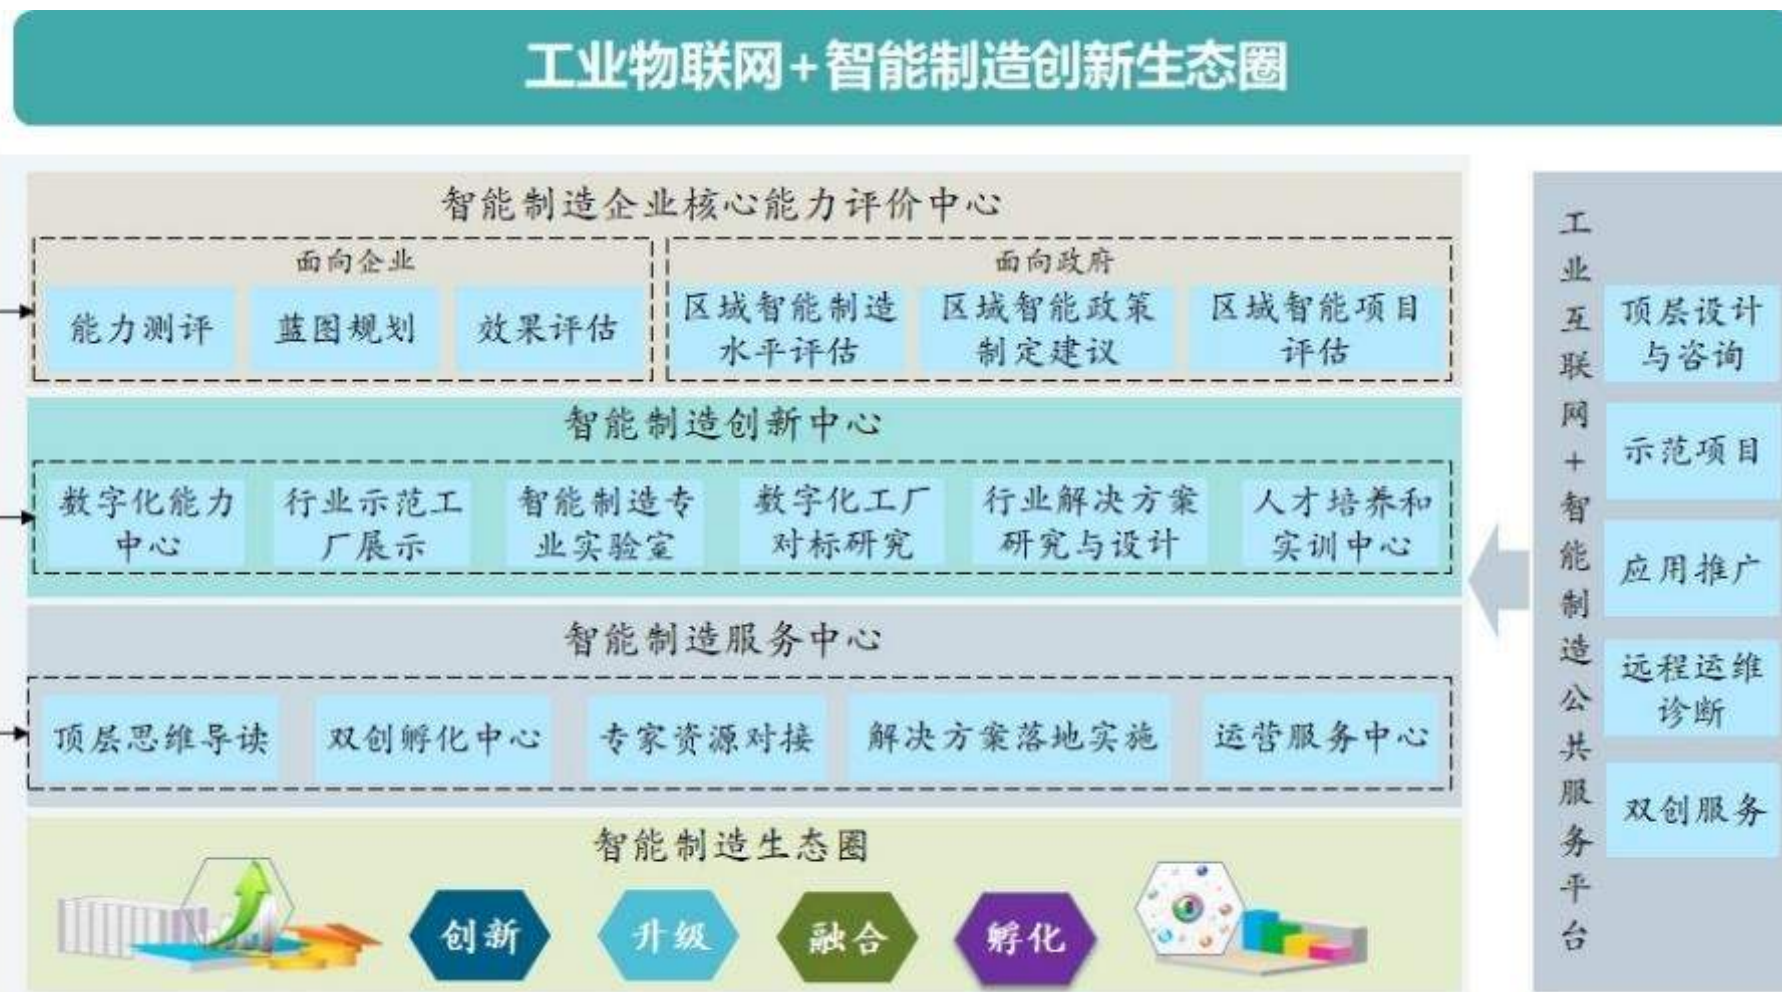 工业物联网+智能制造创新生态圈
智能制造企业核心能力评价中心
面向企业
能力测评
蓝图规划
效果评估
面向政府
区域智能制造
水平评估
区域智能政策
制定建议
区域智能项目
评估
智能制造创新中心
数字化能力
中心
行业示范工
厂展示
智能制造专
业实验室
数字化工厂
对标研究
行业解决方案
研究与设计
人才培养和
实训中心
智能制造服务中心
顶层思维导读
双创孵化中心
专家资源对接
解决方案落地实施
运营服务中心
智能制造生态圈
创新
升级
融合
孵化
工业互联网+智能制造公共服务平台
顶层设计
与咨询
示范项目
应用推广
远程运维
诊断
双创服务